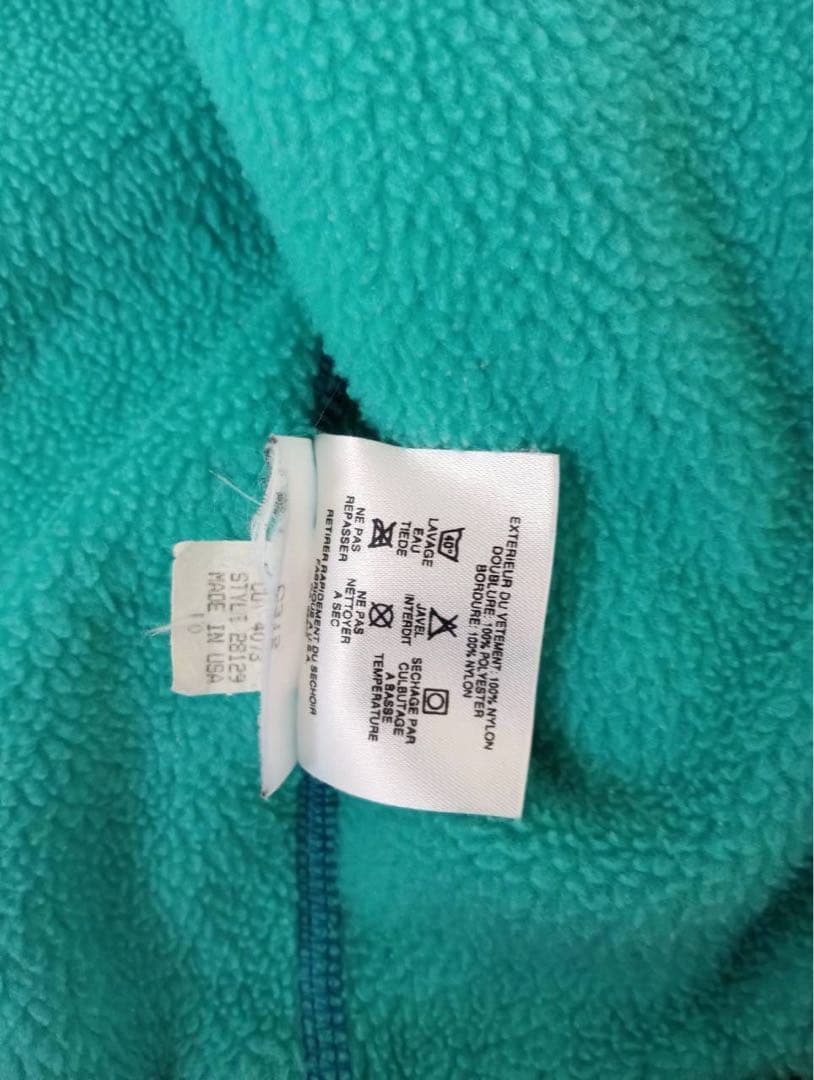 EXTERIEUR DU VETEMENT 100% NYLON
DOUBLURE: 100% POLYESTER
BORDURE: 100% NYLON
40°
LAVAGE
EAU
TIEDE
JAVEL
INTERDIT
SECHAGE PAR
CULBUTAGE
A BASSE
TEMPERATURE
NE PAS
REPASSER
NE PAS
NETTOYER
A SEC
RETIRER RAPIDEMENT DU SECHOIR
STYLE 28129
MADE IN USA